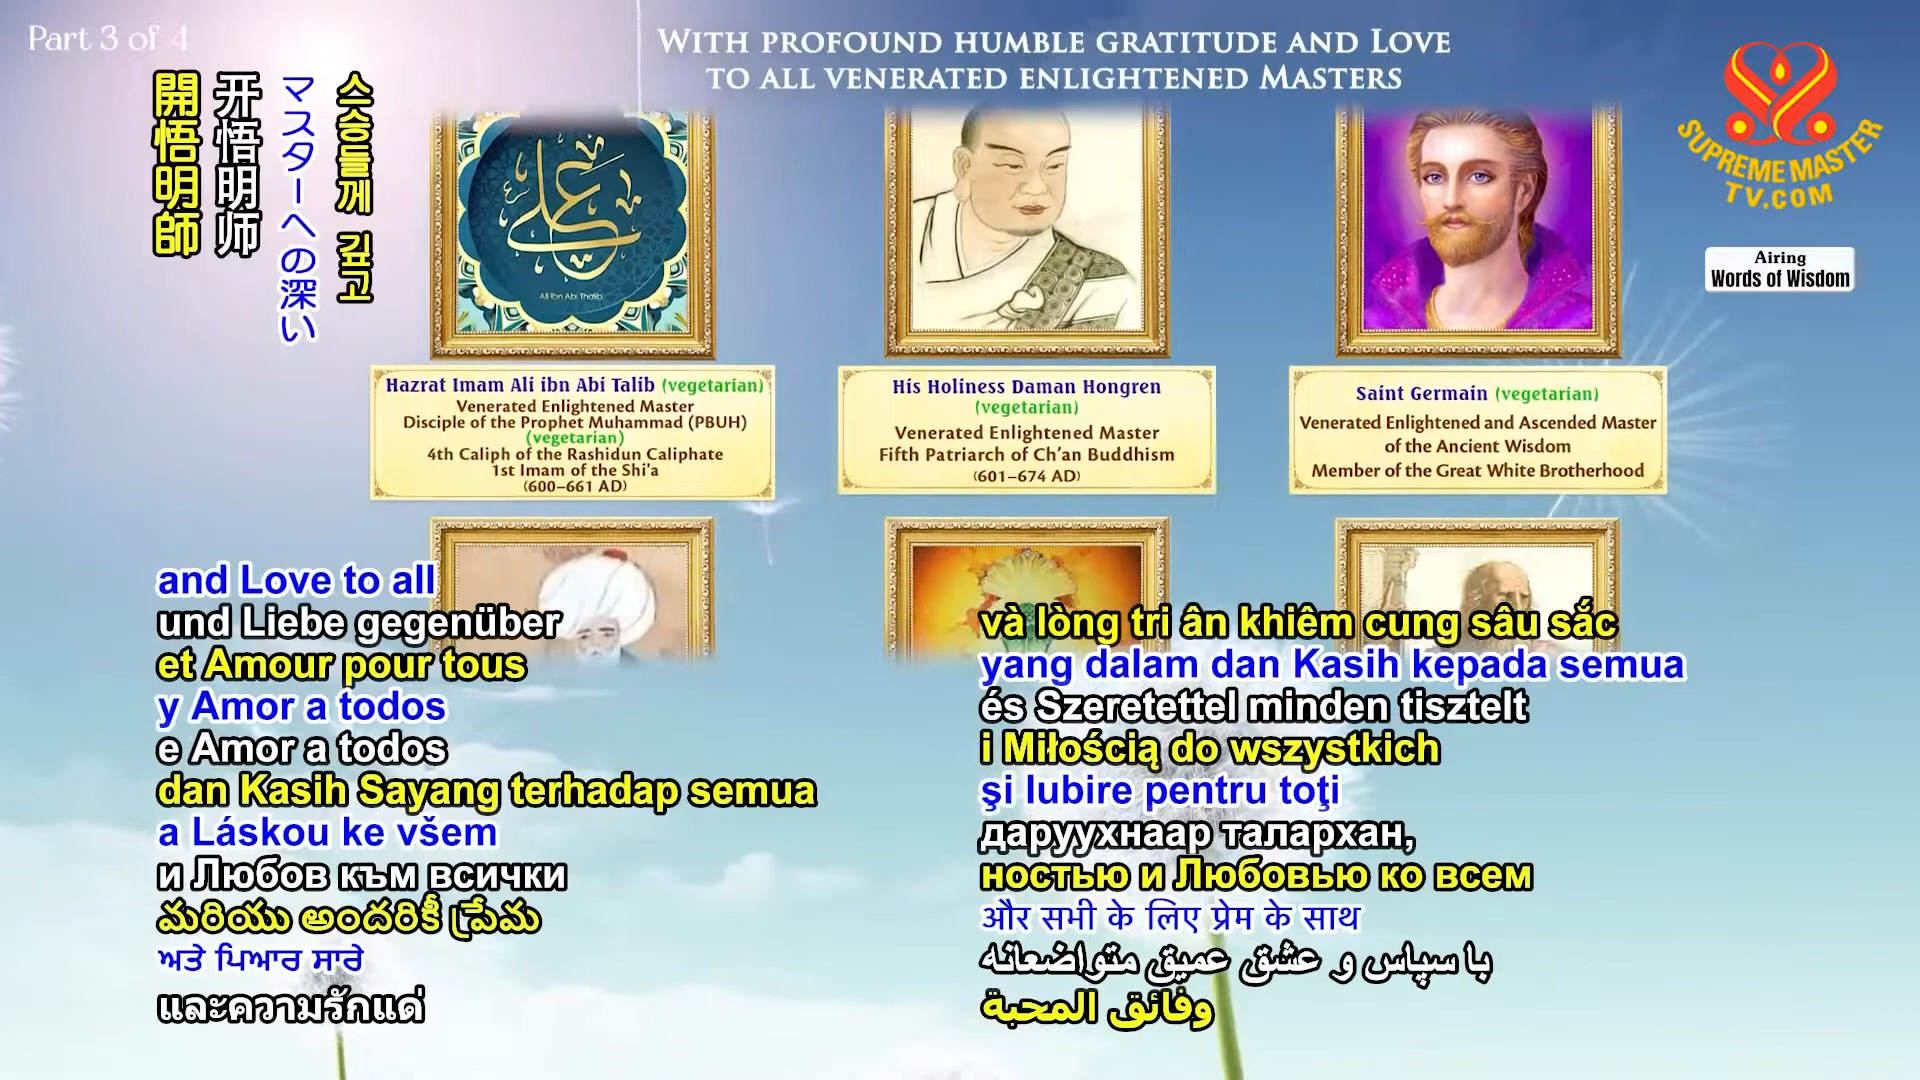 Part 3 of 4
WITH PROFOUND HUMBLE GRATITUDE AND LOVE
TO ALL VENERATED ENLIGHTENED MASTERS
SUPREME MASTER
TV.COM
Airing
Words of Wisdom
開悟明師
开悟明师
マスターへの深い
스승들께 깊고
علي
Ali Ibn Abi Thalib
Hazrat Imam Ali ibn Abi Talib (vegetarian)
Venerated Enlightened Master
Disciple of the Prophet Muhammad (PBUH)
(vegetarian)
4th Caliph of the Rashidun Caliphate
1st Imam of the Shi'a
(600–661 AD)
His Holiness Daman Hongren
(vegetarian)
Venerated Enlightened Master
Fifth Patriarch of Ch'an Buddhism
(601–674 AD)
Saint Germain (vegetarian)
Venerated Enlightened and Ascended Master
of the Ancient Wisdom
Member of the Great White Brotherhood
and Love to all
und Liebe gegenüber
et Amour pour tous
y Amor a todos
e Amor a todos
dan Kasih Sayang terhadap semua
a Láskou ke všem
и Любов към всички
మరియు అందరికీ ప్రేమ
ਅਤੇ ਪਿਆਰ ਸਾਰੇ
และความรักแด่
và lòng tri ân khiêm cung sâu sắc
yang dalam dan Kasih kepada semua
és Szeretettel minden tisztelt
i Miłością do wszystkich
şi Iubire pentru toţi
даруухнаар талархан,
ностью и Любовью ко всем
और सभी के लिए प्रेम के साथ
با سپاس و عشق عمیق متواضعانه
وفائق المحبة